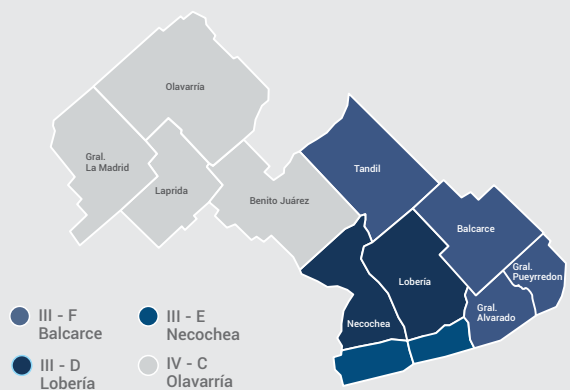 Olavarría
Gral.
La Madrid
Laprida
Benito Juárez
Tandil
Balcarce
Lobería
Gral.
Pueyrredon
Gral.
Alvarado
Necochea
III - F
Balcarce
III - E
Necochea
III - D
Lobería
IV - C
Olavarría